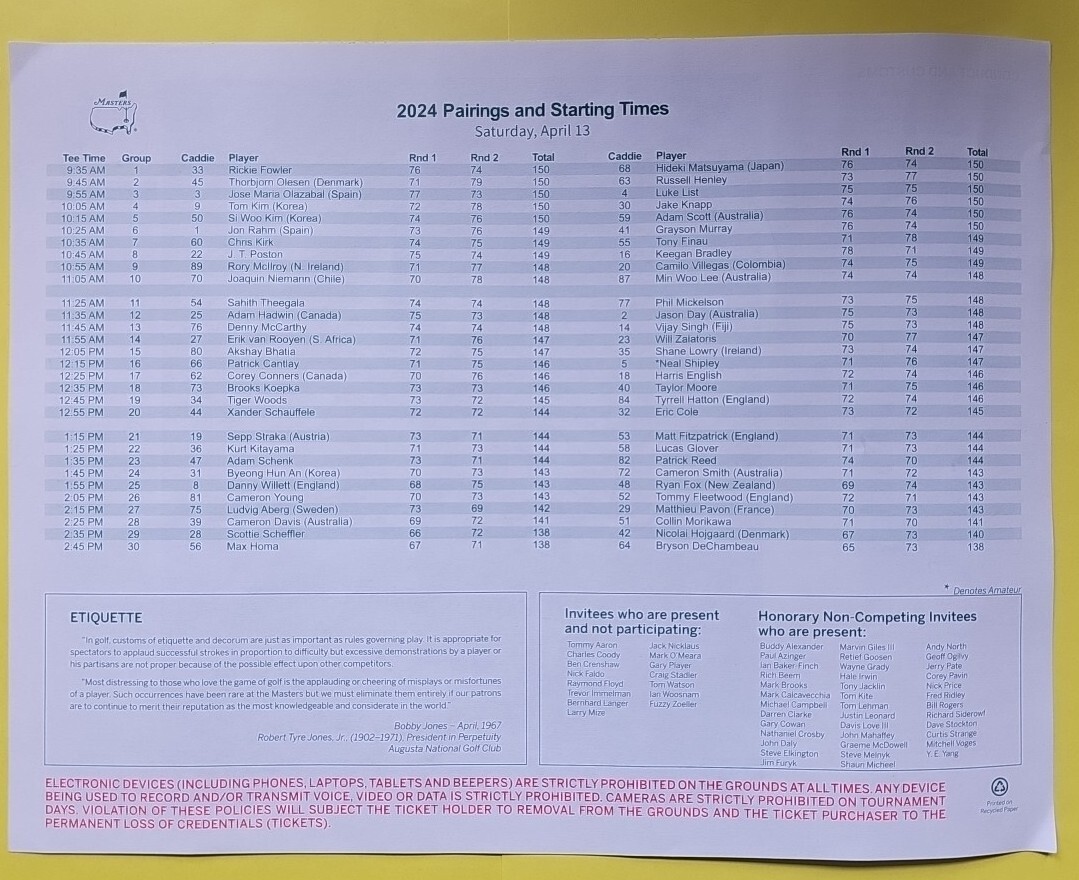 MASTERS
2024 Pairings and Starting Times
Saturday, April 13
Tee Time Group Caddie Player Rnd 1 Rnd 2 Total Caddie Player Rnd 1 Rnd 2 Total
9:35 AM 1 33 Rickie Fowler 76 74 150 68 Hideki Matsuyama (Japan) 76 74 150
9:45 AM 2 45 Thorbjorn Olesen (Denmark) 71 79 150 63 Russell Henley 73 77 150
9:55 AM 3 3 Jose Maria Olazabal (Spain) 77 73 150 4 Luke List 75 75 150
10:05 AM 4 9 Tom Kim (Korea) 72 78 150 30 Jake Knapp 74 76 150
10:15 AM 5 50 Si Woo Kim (Korea) 74 76 150 59 Adam Scott (Australia) 76 74 150
10:25 AM 6 1 Jon Rahm (Spain) 73 76 149 41 Grayson Murray 76 74 150
10:35 AM 7 60 Chris Kirk 74 75 149 55 Tony Finau 71 78 149
10:45 AM 8 22 J. T. Poston 75 74 149 16 Keegan Bradley 78 71 149
10:55 AM 9 89 Rory McIlroy (N. Ireland) 71 77 148 20 Camilo Villegas (Colombia) 74 75 149
11:05 AM 10 70 Joaquin Niemann (Chile) 70 78 148 87 Min Woo Lee (Australia) 74 74 148
11:25 AM 11 54 Sahith Theegala 74 74 148 77 Phil Mickelson 73 75 148
11:35 AM 12 25 Adam Hadwin (Canada) 75 73 148 2 Jason Day (Australia) 75 73 148
11:45 AM 13 76 Denny McCarthy 74 74 148 14 Vijay Singh (Fiji) 75 73 148
11:55 AM 14 27 Erik van Rooyen (S. Africa) 71 76 147 23 Will Zalatoris 70 77 147
12:05 PM 15 80 Akshay Bhatia 72 75 147 35 Shane Lowry (Ireland) 73 74 147
12:15 PM 16 66 Patrick Cantlay 71 75 146 5 *Neal Shipley 71 76 147
12:25 PM 17 62 Corey Conners (Canada) 70 76 146 18 Harris English 72 74 146
12:35 PM 18 73 Brooks Koepka 73 73 146 40 Taylor Moore 71 75 146
12:45 PM 19 34 Tiger Woods 73 72 145 84 Tyrrell Hatton (England) 72 74 146
12:55 PM 20 44 Xander Schauffele 72 72 144 32 Eric Cole 73 72 145
1:15 PM 21 19 Sepp Straka (Austria) 73 71 144 53 Matt Fitzpatrick (England) 71 73 144
1:25 PM 22 36 Kurt Kitayama 71 73 144 58 Lucas Glover 71 73 144
1:35 PM 23 47 Adam Schenk 73 71 144 82 Patrick Reed 74 70 144
1:45 PM 24 31 Byeong Hun An (Korea) 70 73 143 72 Cameron Smith (Australia) 71 72 143
1:55 PM 25 8 Danny Willett (England) 68 75 143 48 Ryan Fox (New Zealand) 69 74 143
2:05 PM 26 81 Cameron Young 70 73 143 52 Tommy Fleetwood (England) 72 71 143
2:15 PM 27 75 Ludvig Aberg (Sweden) 73 69 142 29 Matthieu Pavon (France) 70 73 143
2:25 PM 28 39 Cameron Davis (Australia) 69 72 141 51 Collin Morikawa 71 70 141
2:35 PM 29 28 Scottie Scheffler 66 72 138 42 Nicolai Hojgaard (Denmark) 67 73 140
2:45 PM 30 56 Max Homa 67 71 138 64 Bryson DeChambeau 65 73 138
* Denotes Amateur
ETIQUETTE
"In golf, customs of etiquette and decorum are just as important as rules governing play. It is appropriate for
spectators to applaud successful strokes in proportion to difficulty but excessive demonstrations by a player or
his partisans are not proper because of the possible effect upon other competitors.
"Most distressing to those who love the game of golf is the applauding or cheering of misplays or misfortunes
of a player. Such occurrences have been rare at the Masters but we must eliminate them entirely if our patrons
are to continue to merit their reputation as the most knowledgeable and considerate in the world."
Bobby Jones – April, 1967
Robert Tyre Jones, Jr., (1902–1971), President in Perpetuity
Augusta National Golf Club
Invitees who are present
and not participating:
Tommy Aaron
Charles Coody
Ben Crenshaw
Nick Faldo
Raymond Floyd
Trevor Immelman
Bernhard Langer
Larry Mize
Jack Nicklaus
Mark O'Meara
Gary Player
Craig Stadler
Tom Watson
Ian Woosnam
Fuzzy Zoeller
Honorary Non-Competing Invitees
who are present:
Buddy Alexander
Paul Azinger
Ian Baker-Finch
Rich Beem
Mark Brooks
Mark Calcavecchia
Michael Campbell
Darren Clarke
Gary Cowan
Nathaniel Crosby
John Daly
Steve Elkington
Jim Furyk
Marvin Giles III
Retief Goosen
Wayne Grady
Hale Irwin
Tony Jacklin
Tom Kite
Tom Lehman
Justin Leonard
Davis Love III
John Mahaffey
Graeme McDowell
Steve Melnyk
Shaun Micheel
Andy North
Geoff Ogilvy
Jerry Pate
Corey Pavin
Nick Price
Fred Ridley
Bill Rogers
Richard Siderowf
Dave Stockton
Curtis Strange
Mitchell Voges
Y. E. Yang
ELECTRONIC DEVICES (INCLUDING PHONES, LAPTOPS, TABLETS AND BEEPERS) ARE STRICTLY PROHIBITED ON THE GROUNDS AT ALL TIMES. ANY DEVICE
BEING USED TO RECORD AND/OR TRANSMIT VOICE, VIDEO OR DATA IS STRICTLY PROHIBITED. CAMERAS ARE STRICTLY PROHIBITED ON TOURNAMENT
DAYS. VIOLATION OF THESE POLICIES WILL SUBJECT THE TICKET HOLDER TO REMOVAL FROM THE GROUNDS AND THE TICKET PURCHASER TO THE
PERMANENT LOSS OF CREDENTIALS (TICKETS).
Printed on
Recycled Paper